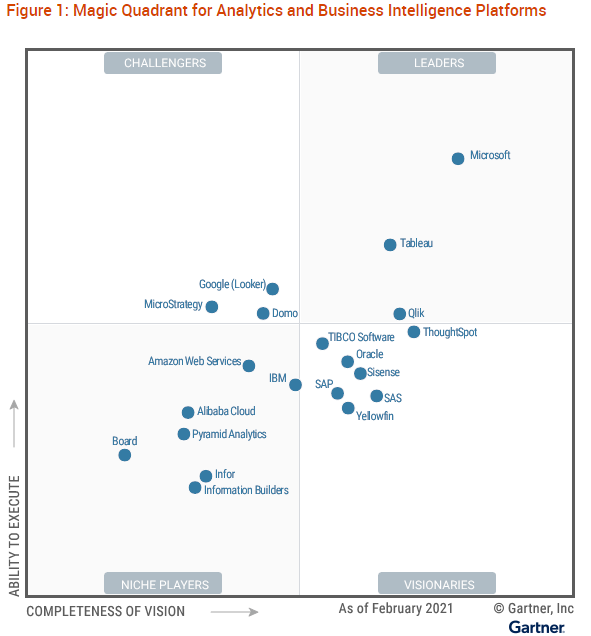 Figure 1: Magic Quadrant for Analytics and Business Intelligence Platforms
CHALLENGERS
LEADERS
Microsoft
Tableau
Google (Looker)
MicroStrategy
Domo
Qlik
ThoughtSpot
TIBCO Software
Oracle
Amazon Web Services
Sisense
IBM
SAP
SAS
Yellowfin
Alibaba Cloud
Pyramid Analytics
Board
Infor
Information Builders
ABILITY TO EXECUTE
NICHE PLAYERS
VISIONARIES
COMPLETENESS OF VISION
As of February 2021
© Gartner, Inc
Gartner